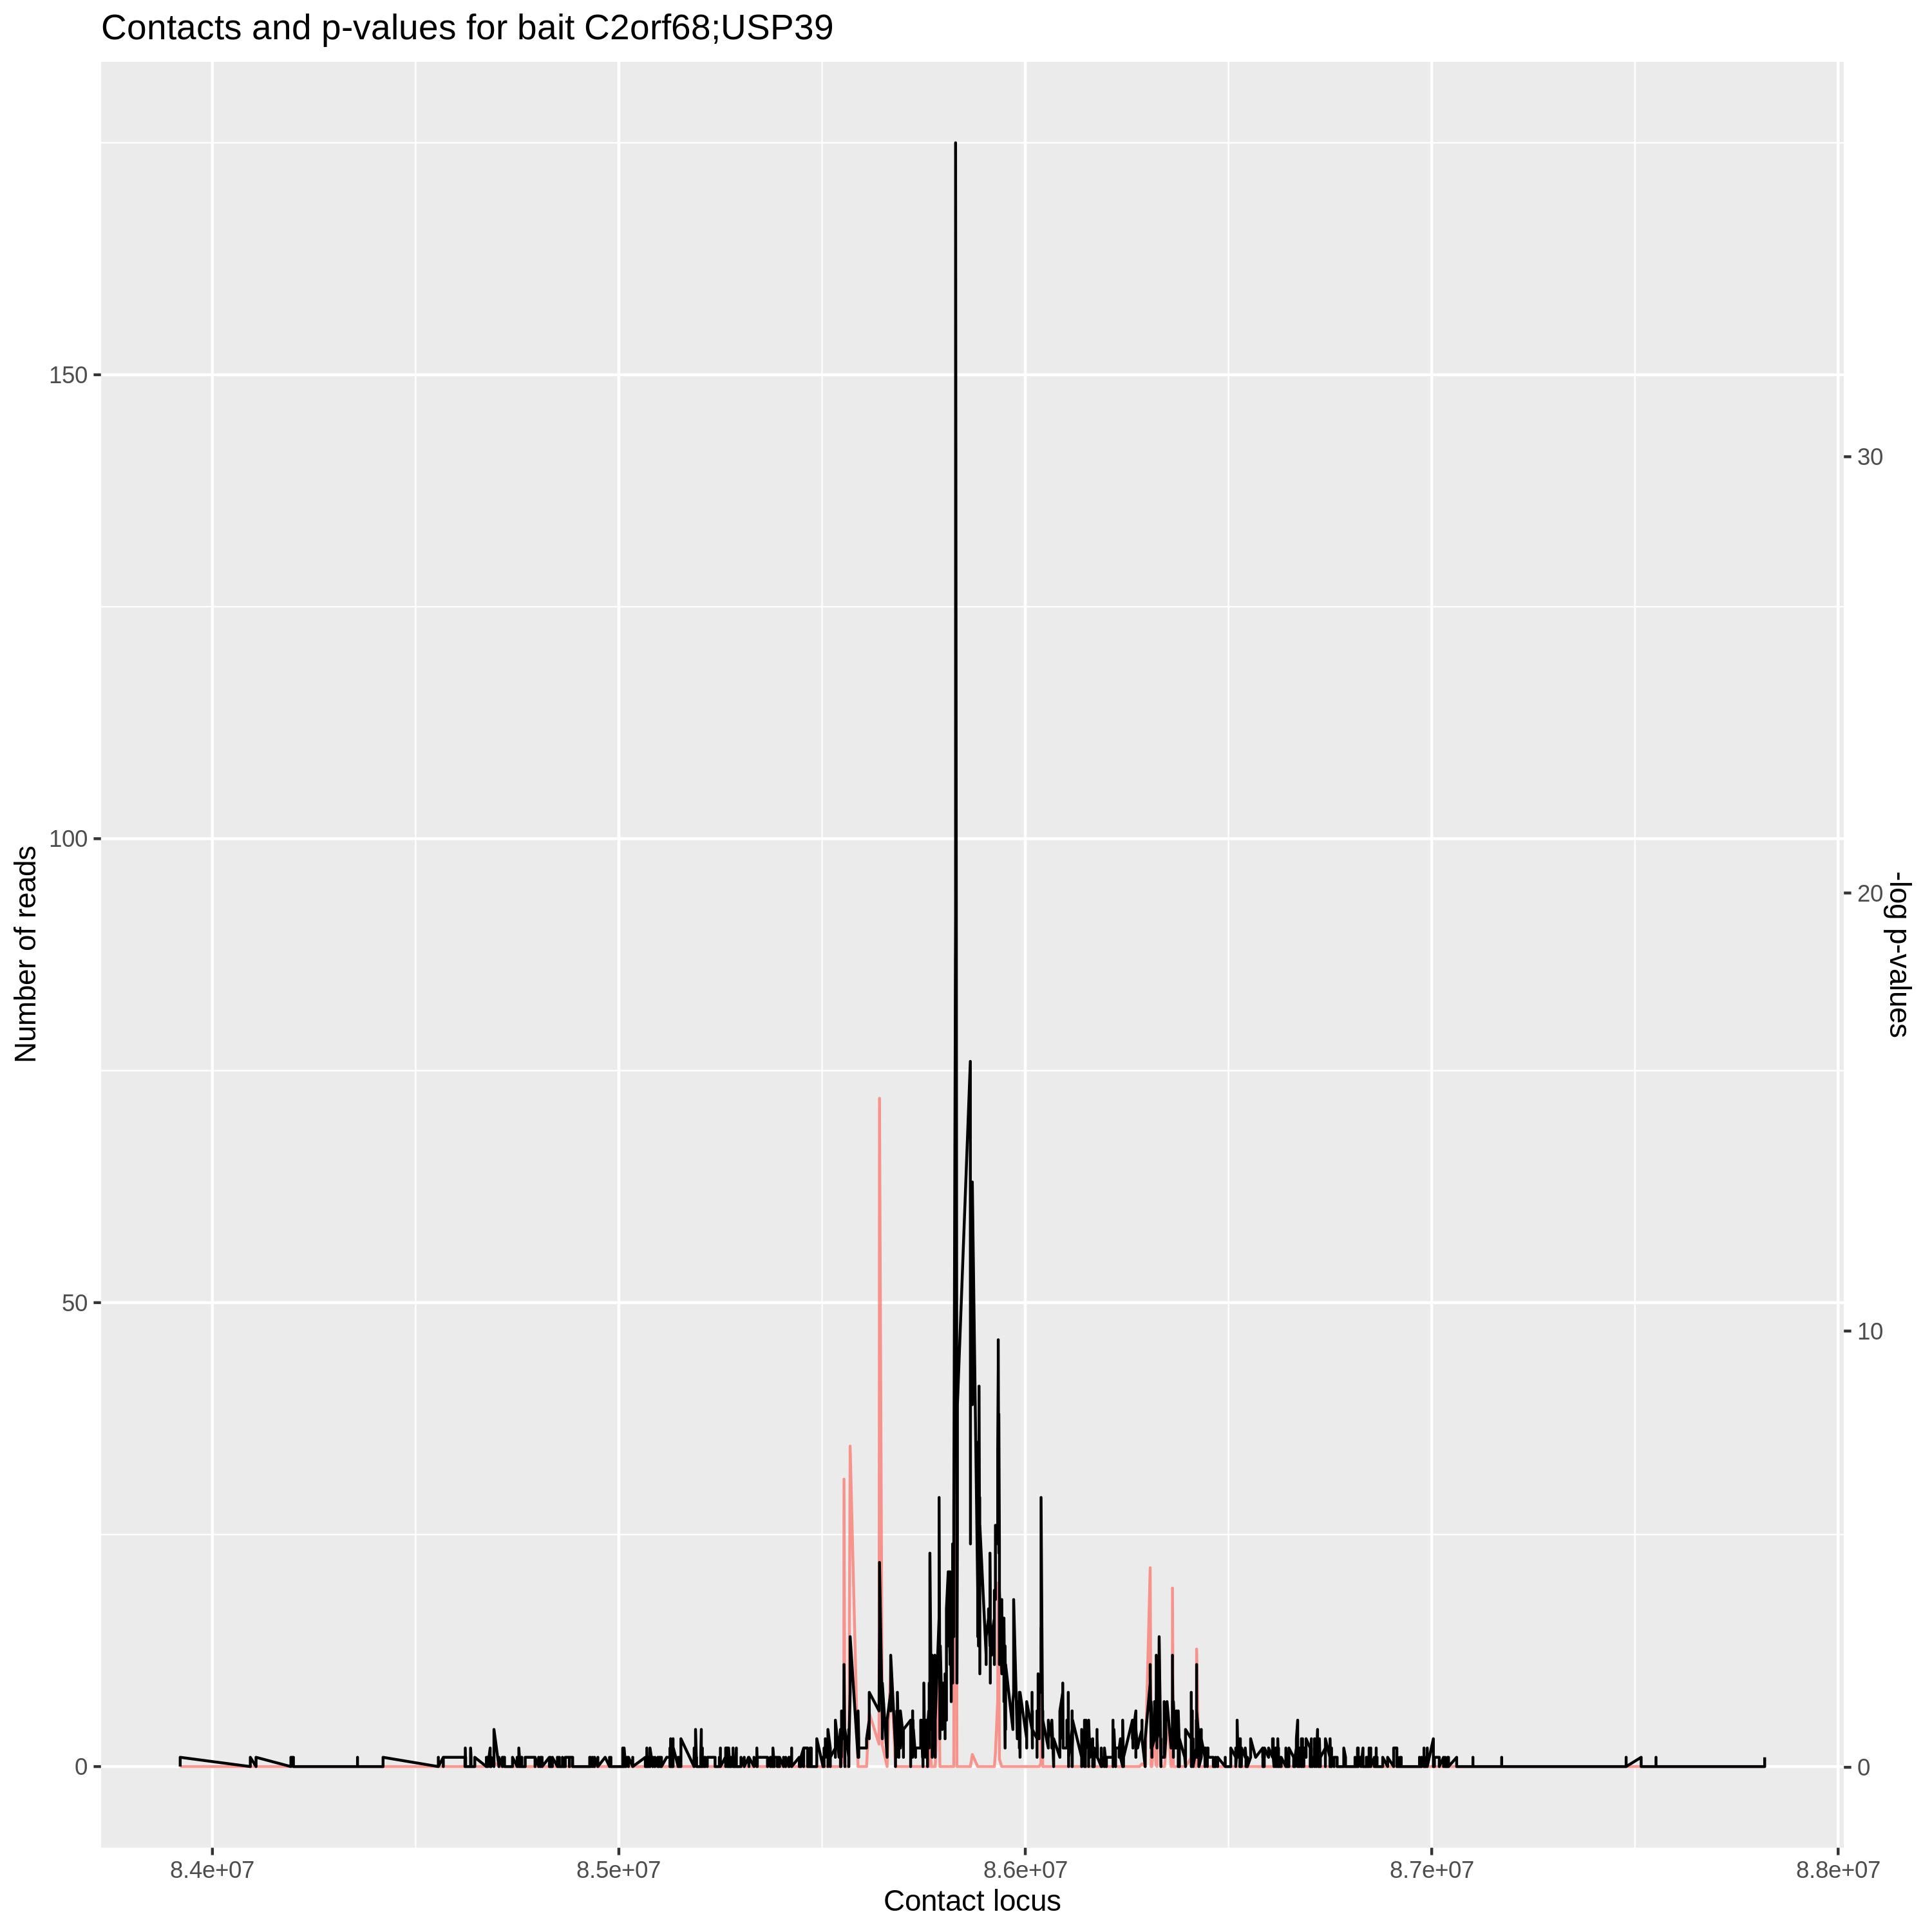 Contacts and p-values for bait C2orf68;USP39
150
100
50
0
Number of reads
30
20
10
0
-log p-values
8.4e+07
8.5e+07
8.6e+07
8.7e+07
8.8e+07
Contact locus